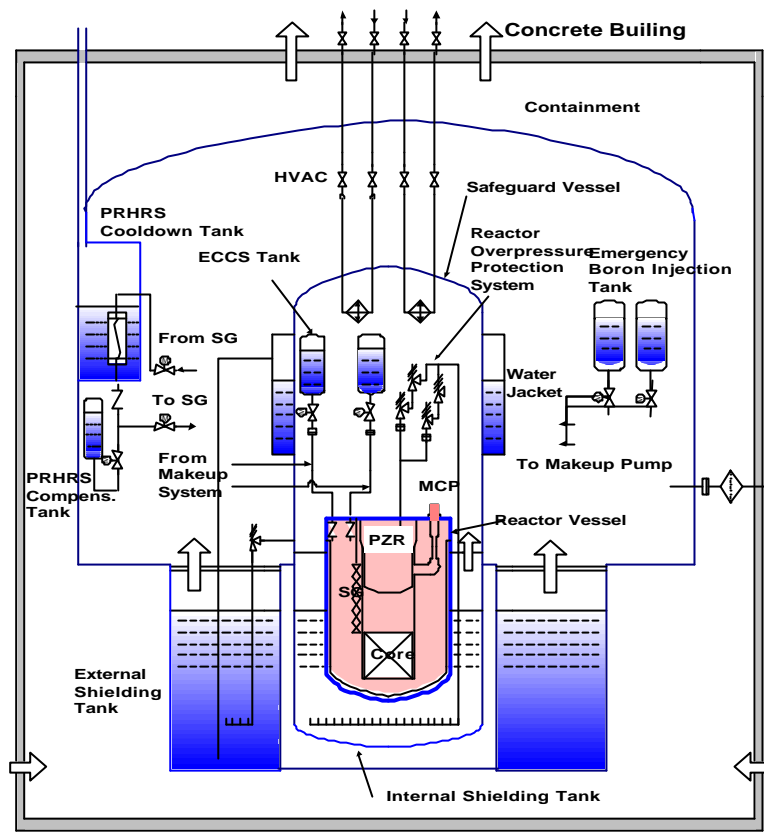 Concrete Builing
Containment
HVAC
Safeguard Vessel
PRHRS
Cooldown Tank
Reactor
Overpressure
Protection
System
ECCS Tank
Emergency
Boron Injection
Tank
From SG
Water
Jacket
To SG
From
Makeup
System
To Makeup Pump
PRHRS
Compens.
Tank
MCP
Reactor Vessel
PZR
SG
Core
External
Shielding
Tank
Internal Shielding Tank